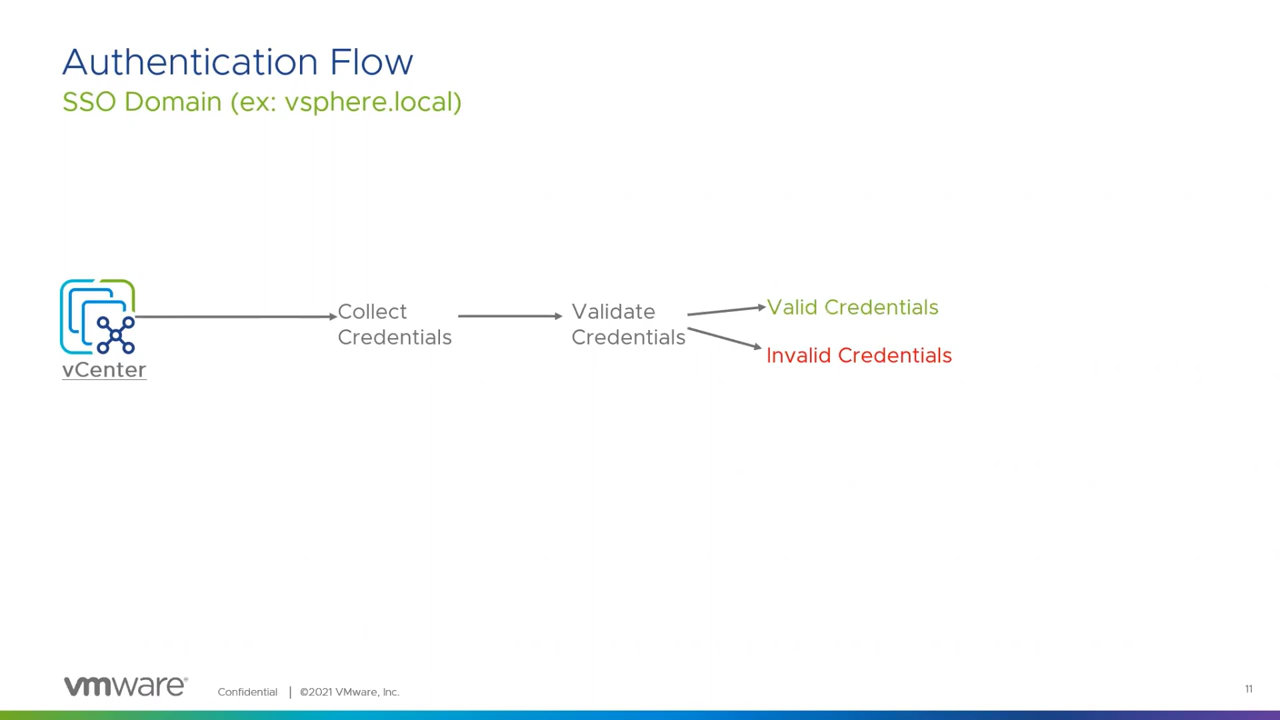 Authentication Flow
SSO Domain (ex: vsphere.local)
vCenter
Collect
Credentials
Validate
Credentials
Valid Credentials
Invalid Credentials
vmware®
Confidential | ©2021 VMware, Inc.
11